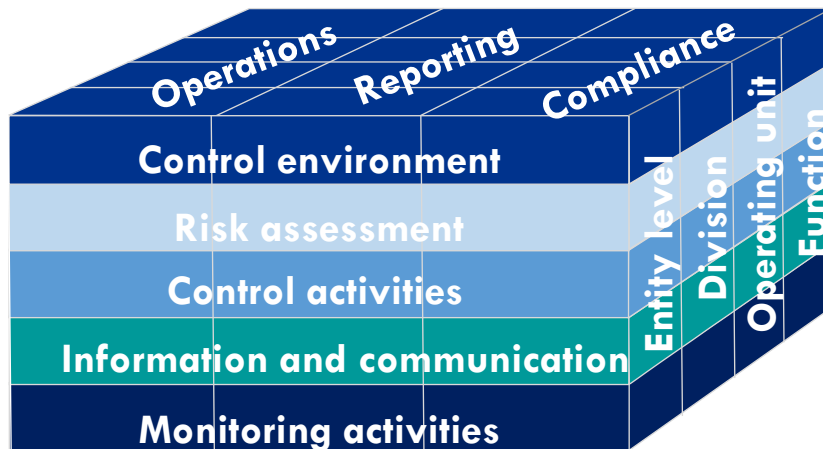 Operations
Reporting
Compliance
Control environment
Risk assessment
Control activities
Information and communication
Monitoring activities
Entity level
Division
Operating unit
Function